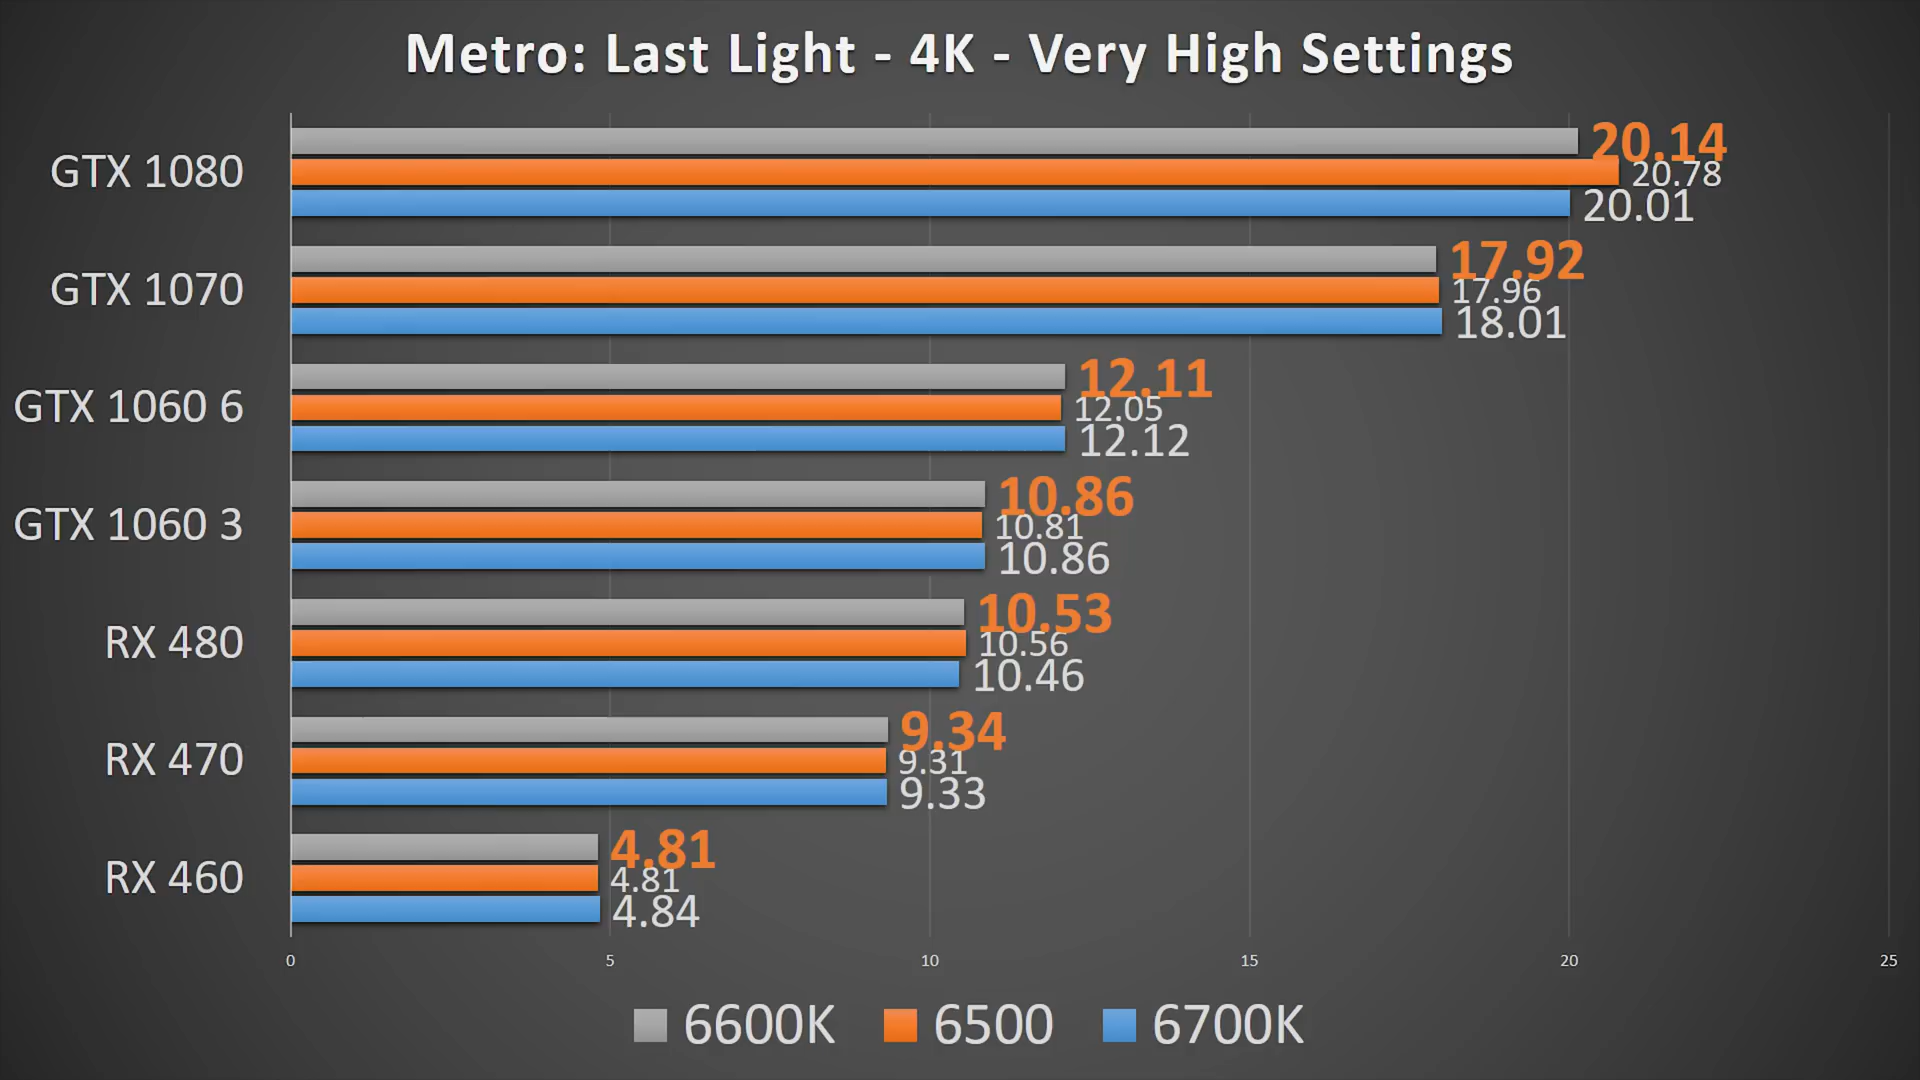 Metro: Last Light - 4K - Very High Settings
GTX 1080
20.14
20.78
20.01
GTX 1070
17.92
17.96
18.01
GTX 1060 6
12.11
12.05
12.12
GTX 1060 3
10.86
10.81
10.86
RX 480
10.53
10.56
10.46
RX 470
9.34
9.31
9.33
RX 460
4.81
4.81
4.84
0 5 10 15 20 25
6600K 6500 6700K